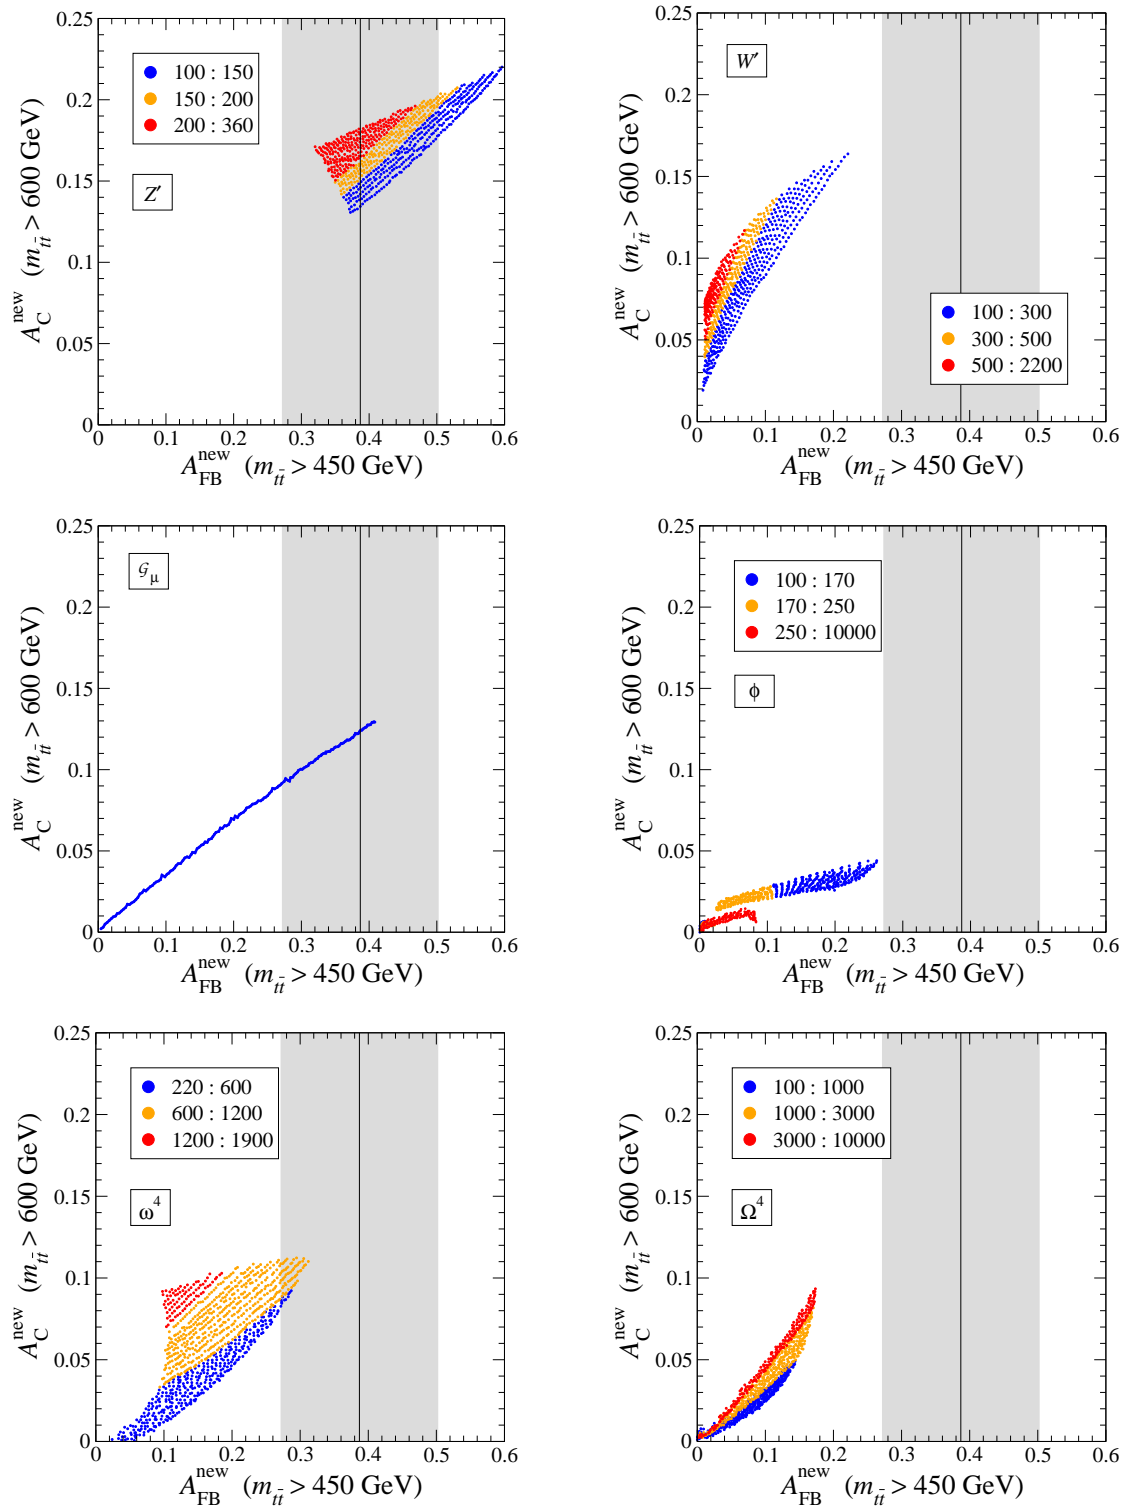 0.25
0.2
0.15
0.1
0.05
0
A_C^new (m_tt̄ > 600 GeV)
100 : 150
150 : 200
200 : 360
Z′
0 0.1 0.2 0.3 0.4 0.5 0.6
A_FB^new (m_tt̄ > 450 GeV)
0.25
0.2
0.15
0.1
0.05
0
A_C^new (m_tt̄ > 600 GeV)
W′
100 : 300
300 : 500
500 : 2200
0 0.1 0.2 0.3 0.4 0.5 0.6
A_FB^new (m_tt̄ > 450 GeV)
0.25
0.2
0.15
0.1
0.05
0
A_C^new (m_tt̄ > 600 GeV)
𝒢_μ
0 0.1 0.2 0.3 0.4 0.5 0.6
A_FB^new (m_tt̄ > 450 GeV)
0.25
0.2
0.15
0.1
0.05
0
A_C^new (m_tt̄ > 600 GeV)
100 : 170
170 : 250
250 : 10000
ϕ
0 0.1 0.2 0.3 0.4 0.5 0.6
A_FB^new (m_tt̄ > 450 GeV)
0.25
0.2
0.15
0.1
0.05
0
A_C^new (m_tt̄ > 600 GeV)
220 : 600
600 : 1200
1200 : 1900
ω^4
0 0.1 0.2 0.3 0.4 0.5 0.6
A_FB^new (m_tt̄ > 450 GeV)
0.25
0.2
0.15
0.1
0.05
0
A_C^new (m_tt̄ > 600 GeV)
100 : 1000
1000 : 3000
3000 : 10000
Ω^4
0 0.1 0.2 0.3 0.4 0.5 0.6
A_FB^new (m_tt̄ > 450 GeV)